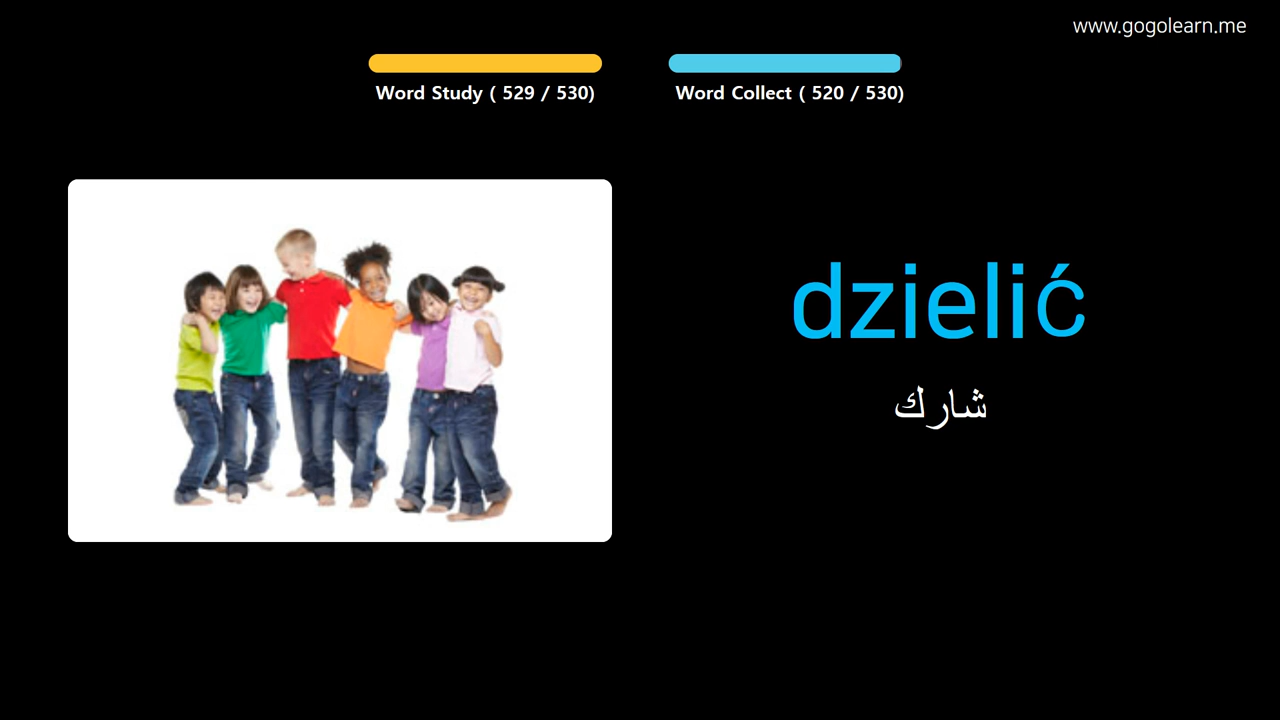 www.gogolearn.me
Word Study ( 529 / 530)
Word Collect ( 520 / 530)
dzielić
شارك